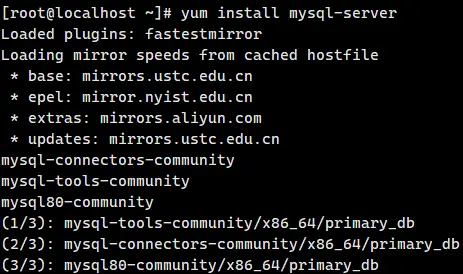 [root@localhost ~]# yum install mysql-server
Loaded plugins: fastestmirror
Loading mirror speeds from cached hostfile
 * base: mirrors.ustc.edu.cn
 * epel: mirror.nyist.edu.cn
 * extras: mirrors.aliyun.com
 * updates: mirrors.ustc.edu.cn
mysql-connectors-community
mysql-tools-community
mysql80-community
(1/3): mysql-tools-community/x86_64/primary_db
(2/3): mysql-connectors-community/x86_64/primary_db
(3/3): mysql80-community/x86_64/primary_db